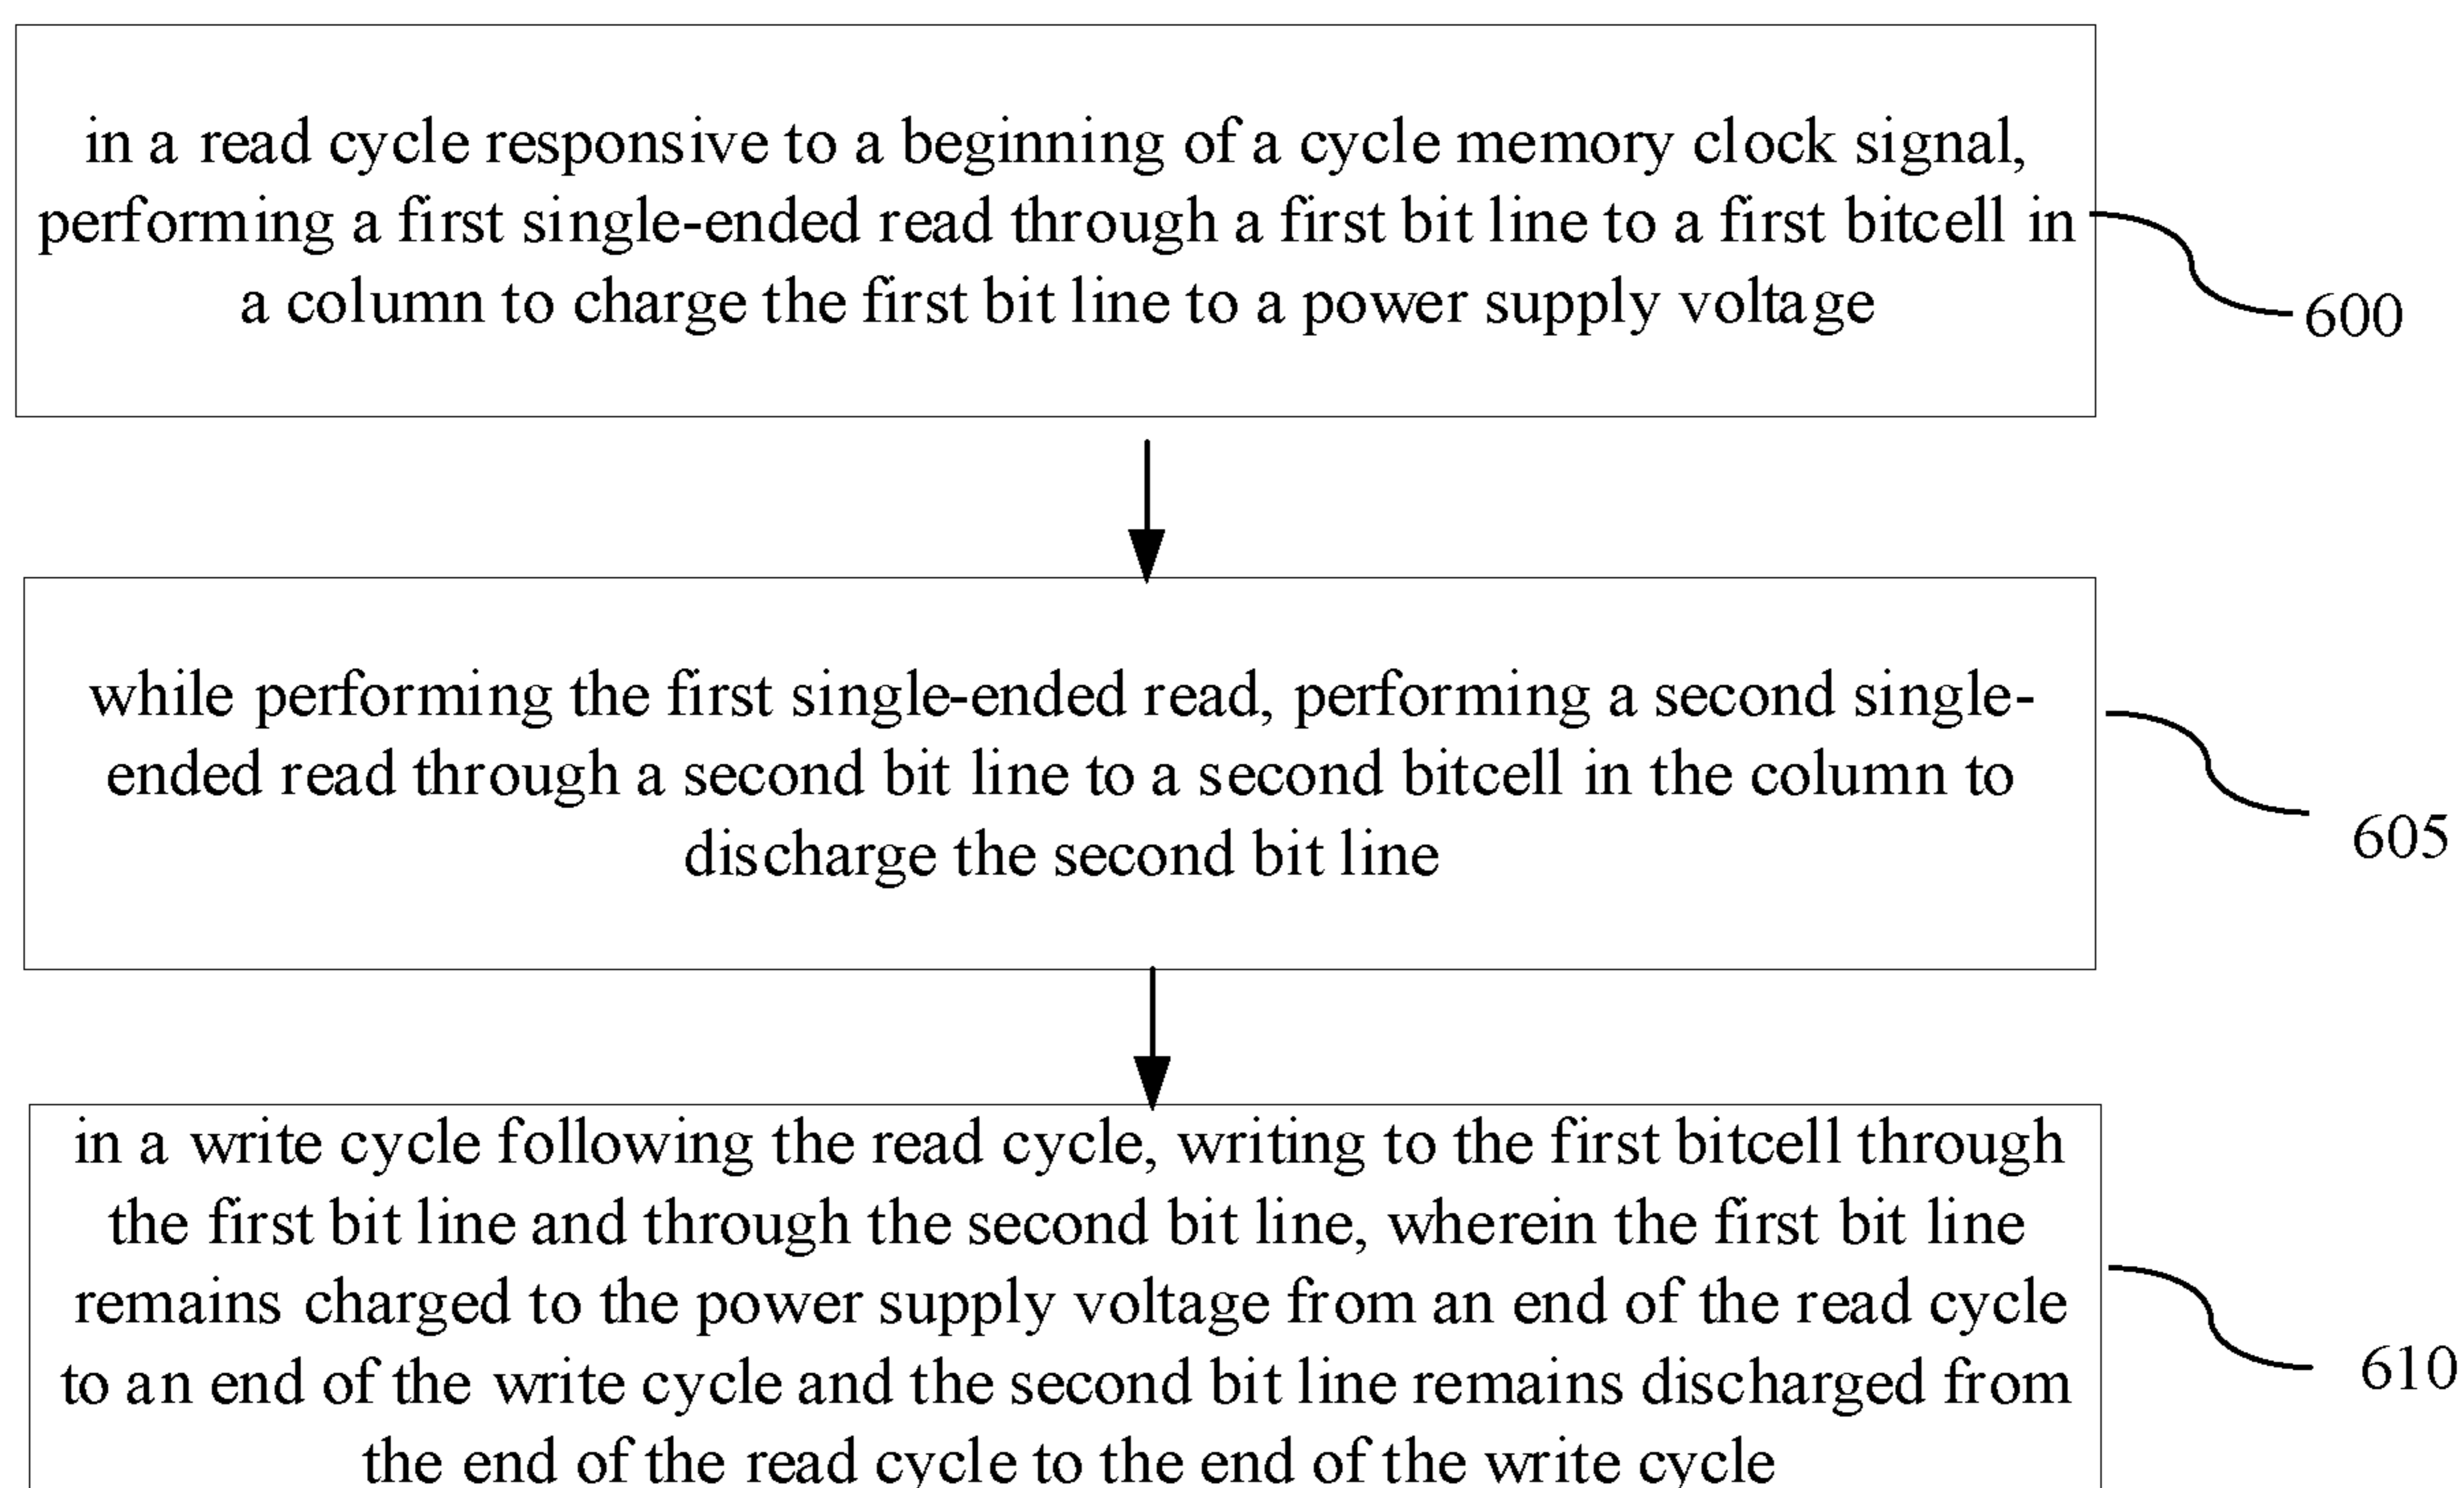 in a read cycle responsive to a beginning of a cycle memory clock signal,
performing a first single-ended read through a first bit line to a first bitcell in
a column to charge the first bit line to a power supply voltage
600
while performing the first single-ended read, performing a second single-
ended read through a second bit line to a second bitcell in the column to
discharge the second bit line
605
in a write cycle following the read cycle, writing to the first bitcell through
the first bit line and through the second bit line, wherein the first bit line
remains charged to the power supply voltage from an end of the read cycle
to an end of the write cycle and the second bit line remains discharged from
the end of the read cycle to the end of the write cycle
610